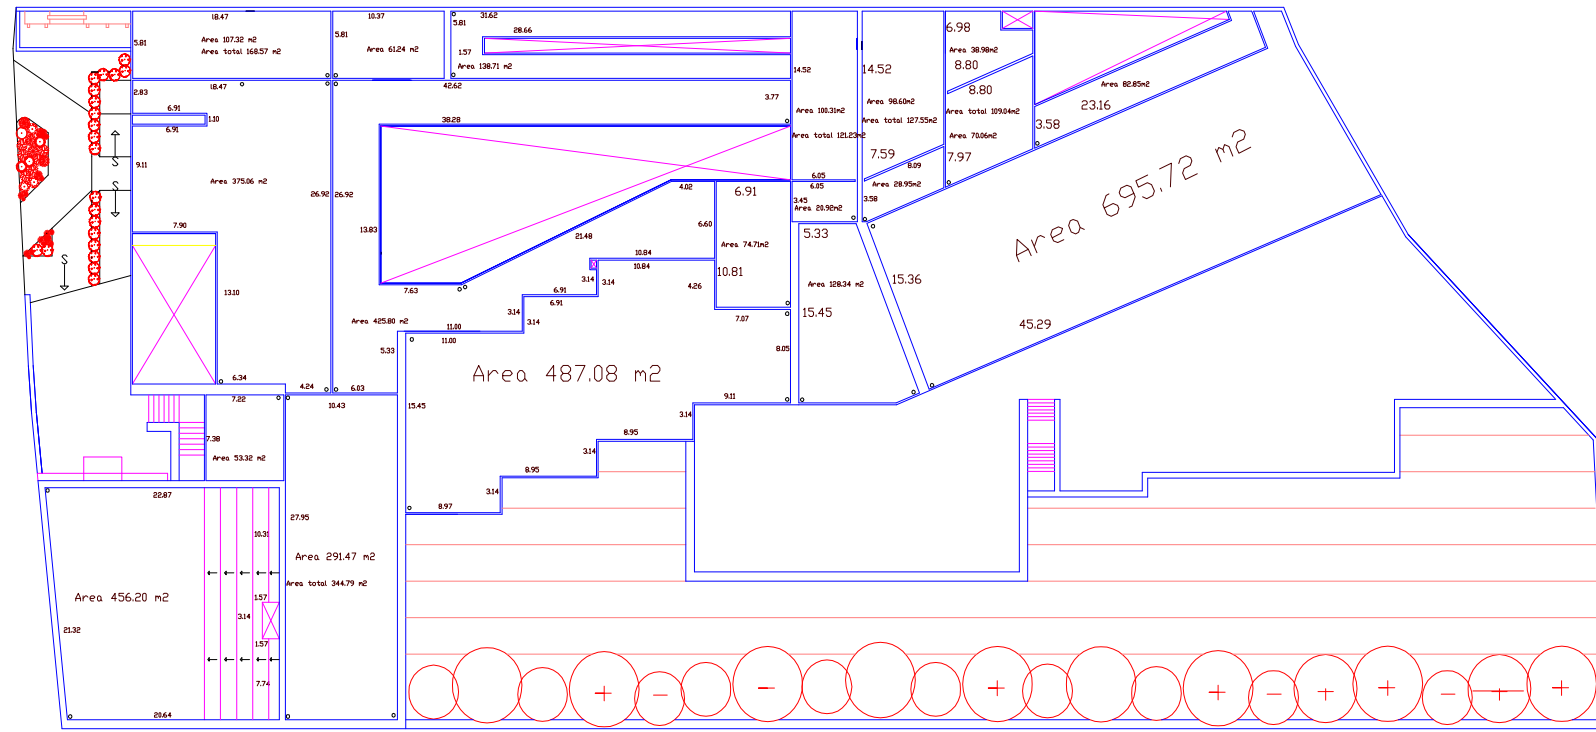 18.47
10.37
31.62
5.81
6.98
28.66
5.81
Area 107.32 m2
5.81
Area 168.57 m2
Area total 168.57 m2
Area 61.24 m2
1.57
Area 38.98m2
Area 138.71 m2
14.52
14.52
8.80
18.47
42.62
Area 82.85m2
2.83
8.80
3.77
Area 98.60m2
23.16
6.91
Area 100.31m2
Area total 109.04m2
1.10
38.28
Area total 127.55m2
3.58
6.91
Area total 121.23m2
Area 70.06m2
Area 695,72 m2
7.59
7.97
9.11
8.09
S
6.05
Area 375.06 m2
Area 28.95m2
S
4.02
6.91
6.05
26.92
26.92
3.45
3.58
Area 20.92m2
7.90
6.60
13.83
21.48
5.33
Area 74.71m2
10.84
S
10.84
10.81
3.14
3.14
15.36
Area 128.34 m2
4.26
7.63
6.91
13.10
6.91
3.14
15.45
Area 425.80 m2
3.14
7.07
45.29
11.00
11.00
5.33
8.05
Area 487.08 m2
6.34
4.24
6.03
7.22
9.11
10.43
15.45
3.14
8.95
7.38
3.14
Area 53.32 m2
8.95
22.87
3.14
8.97
27.95
10.31
Area 291.47 m2
Area total 344.79 m2
Area 456.20 m2
1.57
3.14
21.32
1.57
7.74
20.64